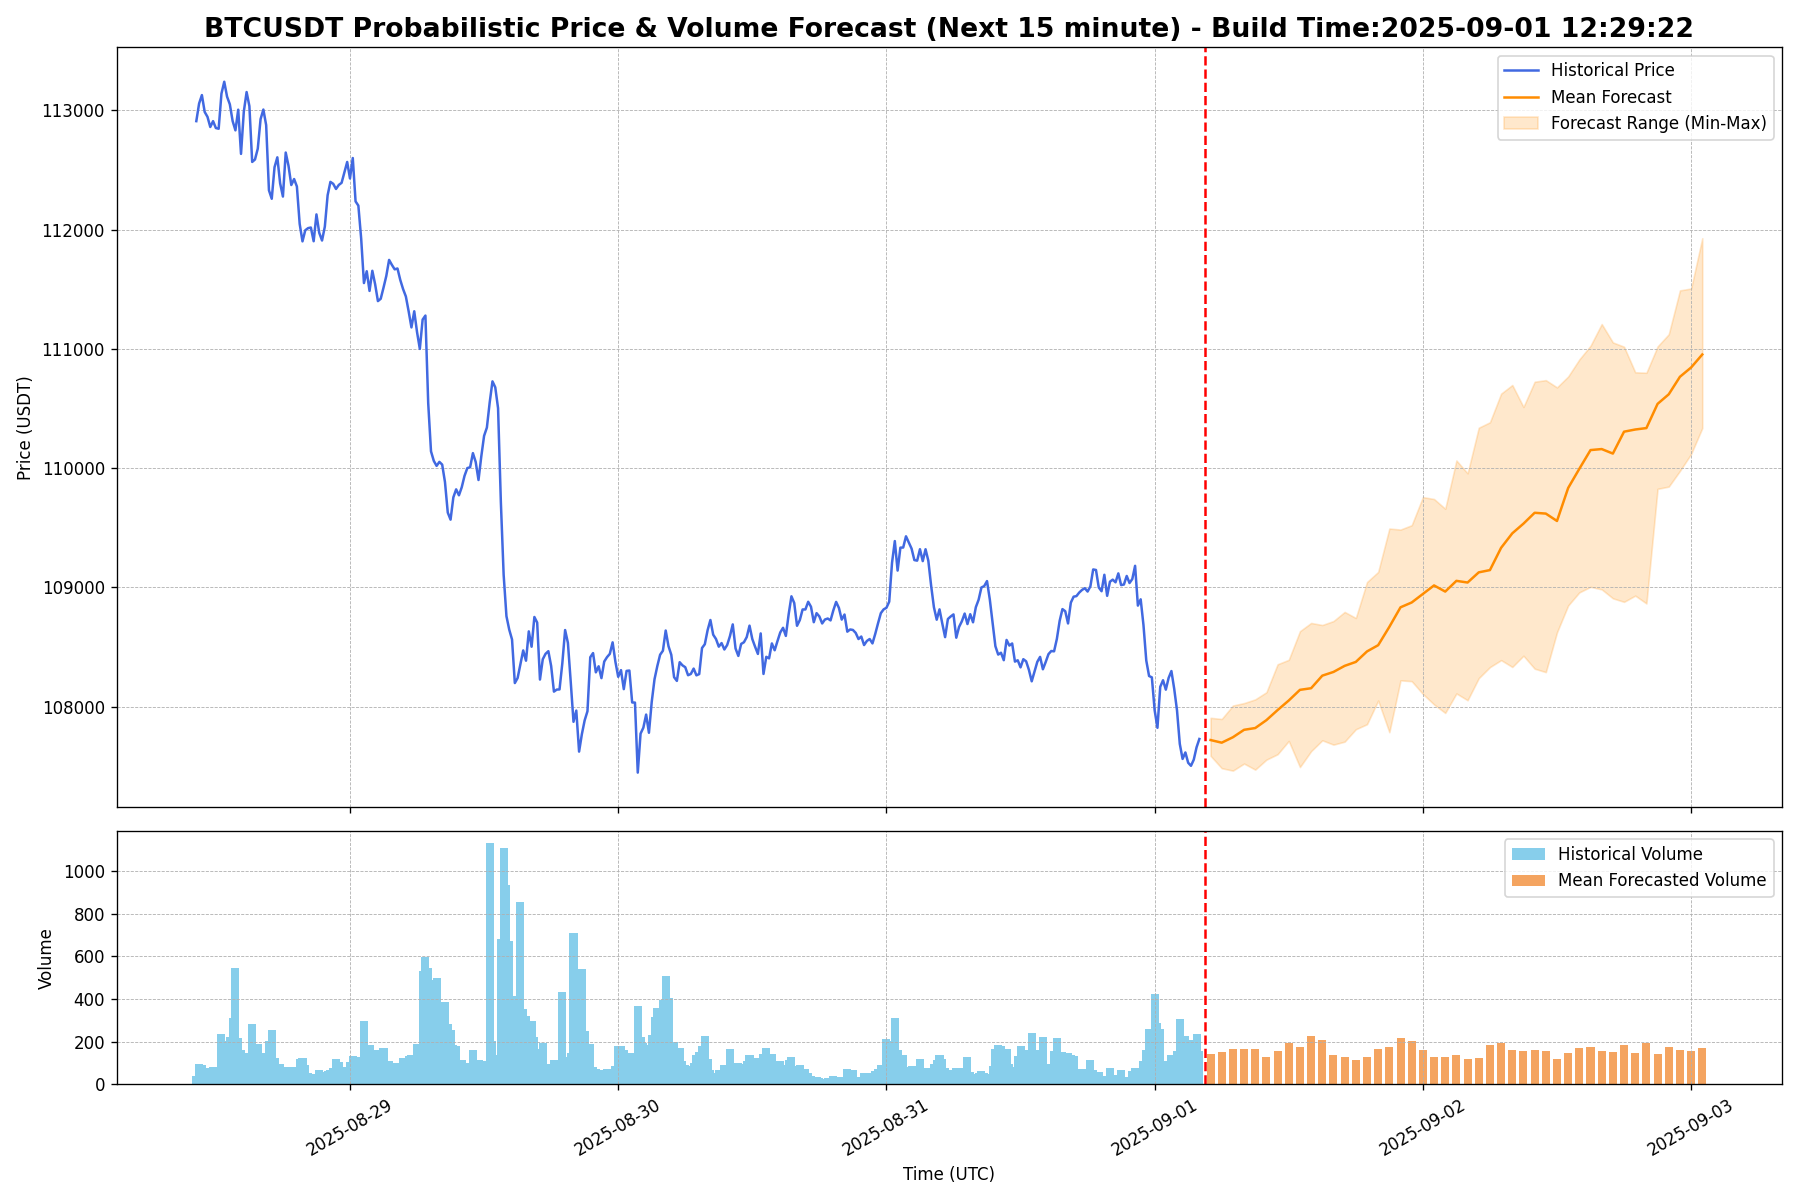 BTCUSDT Probabilistic Price & Volume Forecast (Next 15 minute) - Build Time:2025-09-01 12:29:22
Historical Price
Mean Forecast
Forecast Range (Min-Max)
113000
112000
111000
110000
109000
108000
Price (USDT)
Historical Volume
Mean Forecasted Volume
1000
800
600
400
200
0
Volume
2025-08-29
2025-08-30
2025-08-31
2025-09-01
2025-09-02
2025-09-03
Time (UTC)